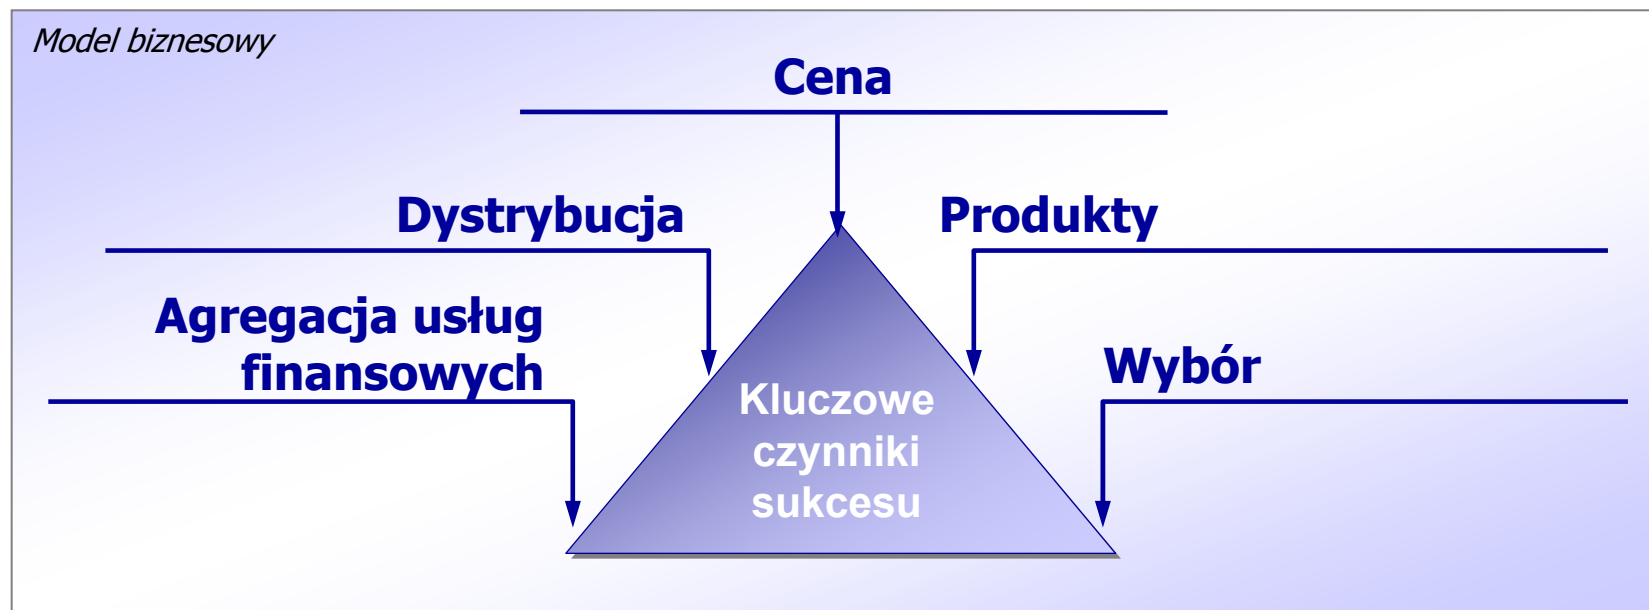 Model biznesowy
Cena
Dystrybucja
Produkty
Agregacja usług
finansowych
Wybór
Kluczowe
czynniki
sukcesu